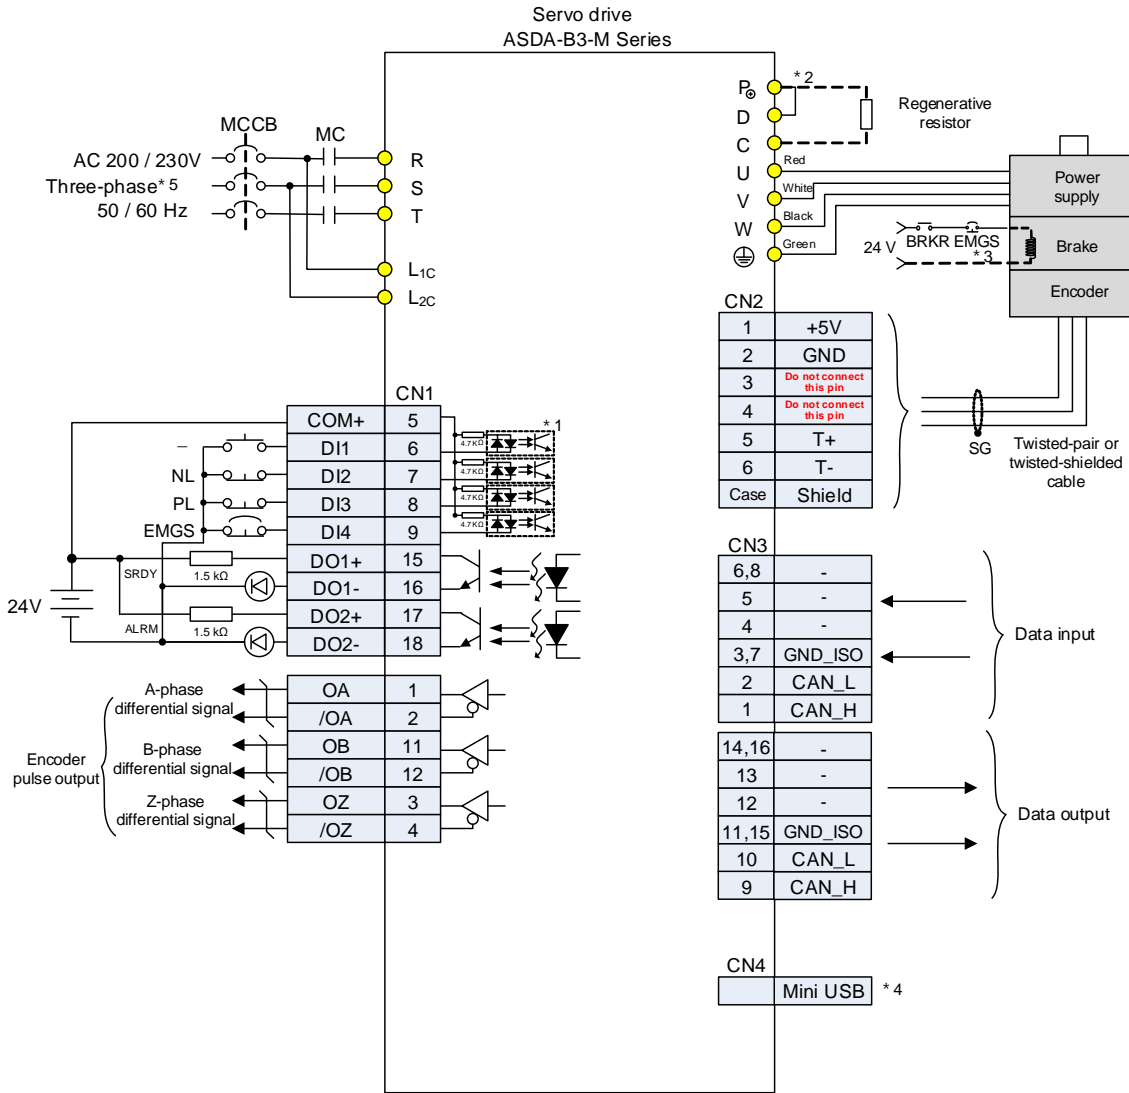 Servo drive
ASDA-B3-M Series
MCCB
MC
AC 200 / 230V
Three-phase* 5
50 / 60 Hz
R
S
T
L1C
L2C
P⊕
* 2
D
C
U
Red
V
White
W
Black
Green
Regenerative
resistor
Power
supply
24 V
BRKR EMGS
* 3
Brake
Encoder
CN2
1 +5V
2 GND
3 Do not connect
this pin
4 Do not connect
this pin
5 T+
6 T-
Case Shield
SG
Twisted-pair or
twisted-shielded
cable
CN1
COM+ 5
– DI1 6
NL DI2 7
PL DI3 8
EMGS DI4 9
* 1
4.7KΩ
4.7KΩ
4.7KΩ
4.7KΩ
DO1+ 15
SRDY
1.5 kΩ
DO1- 16
24V
DO2+ 17
ALRM
1.5 kΩ
DO2- 18
CN3
6,8 -
5 -
4 -
3,7 GND_ISO
2 CAN_L
1 CAN_H
Data input
14,16 -
13 -
12 -
11,15 GND_ISO
10 CAN_L
9 CAN_H
Data output
A-phase
differential signal
OA 1
/OA 2
B-phase
differential signal
OB 11
/OB 12
Z-phase
differential signal
OZ 3
/OZ 4
Encoder
pulse output
CN4
Mini USB
* 4